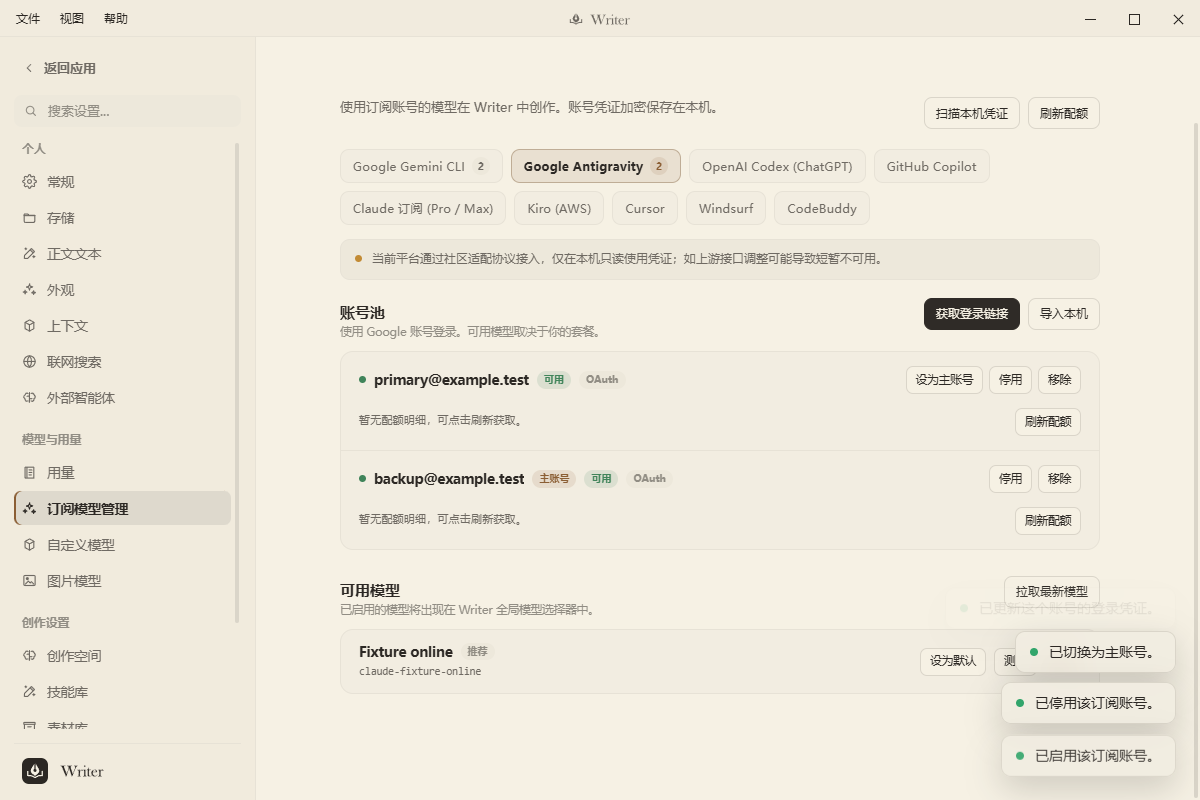 文件 视图 帮助 Writer
返回应用
搜索设置...
个人
常规
存储
正文文本
外观
上下文
联网搜索
外部智能体
模型与用量
用量
订阅模型管理
自定义模型
图片模型
创作设置
创作空间
技能库
素材库
Writer
使用订阅账号的模型在 Writer 中创作。账号凭证加密保存在本机。
扫描本机凭证 刷新配额
Google Gemini CLI 2 Google Antigravity 2 OpenAI Codex (ChatGPT) GitHub Copilot
Claude 订阅 (Pro / Max) Kiro (AWS) Cursor Windsurf CodeBuddy
当前平台通过社区适配协议接入，仅在本机只读使用凭证；如上游接口调整可能导致短暂不可用。
账号池
使用 Google 账号登录。可用模型取决于你的套餐。
获取登录链接 导入本机
primary@example.test 可用 OAuth 设为主账号 停用 移除
暂无配额明细，可点击刷新获取。 刷新配额
backup@example.test 主账号 可用 OAuth 停用 移除
暂无配额明细，可点击刷新获取。 刷新配额
可用模型 拉取最新模型
已启用的模型将出现在 Writer 全局模型选择器中。
已更新这个账号的登录凭证。
Fixture online 推荐 设为默认 测
claude-fixture-online
已切换为主账号。
已停用该订阅账号。
已启用该订阅账号。